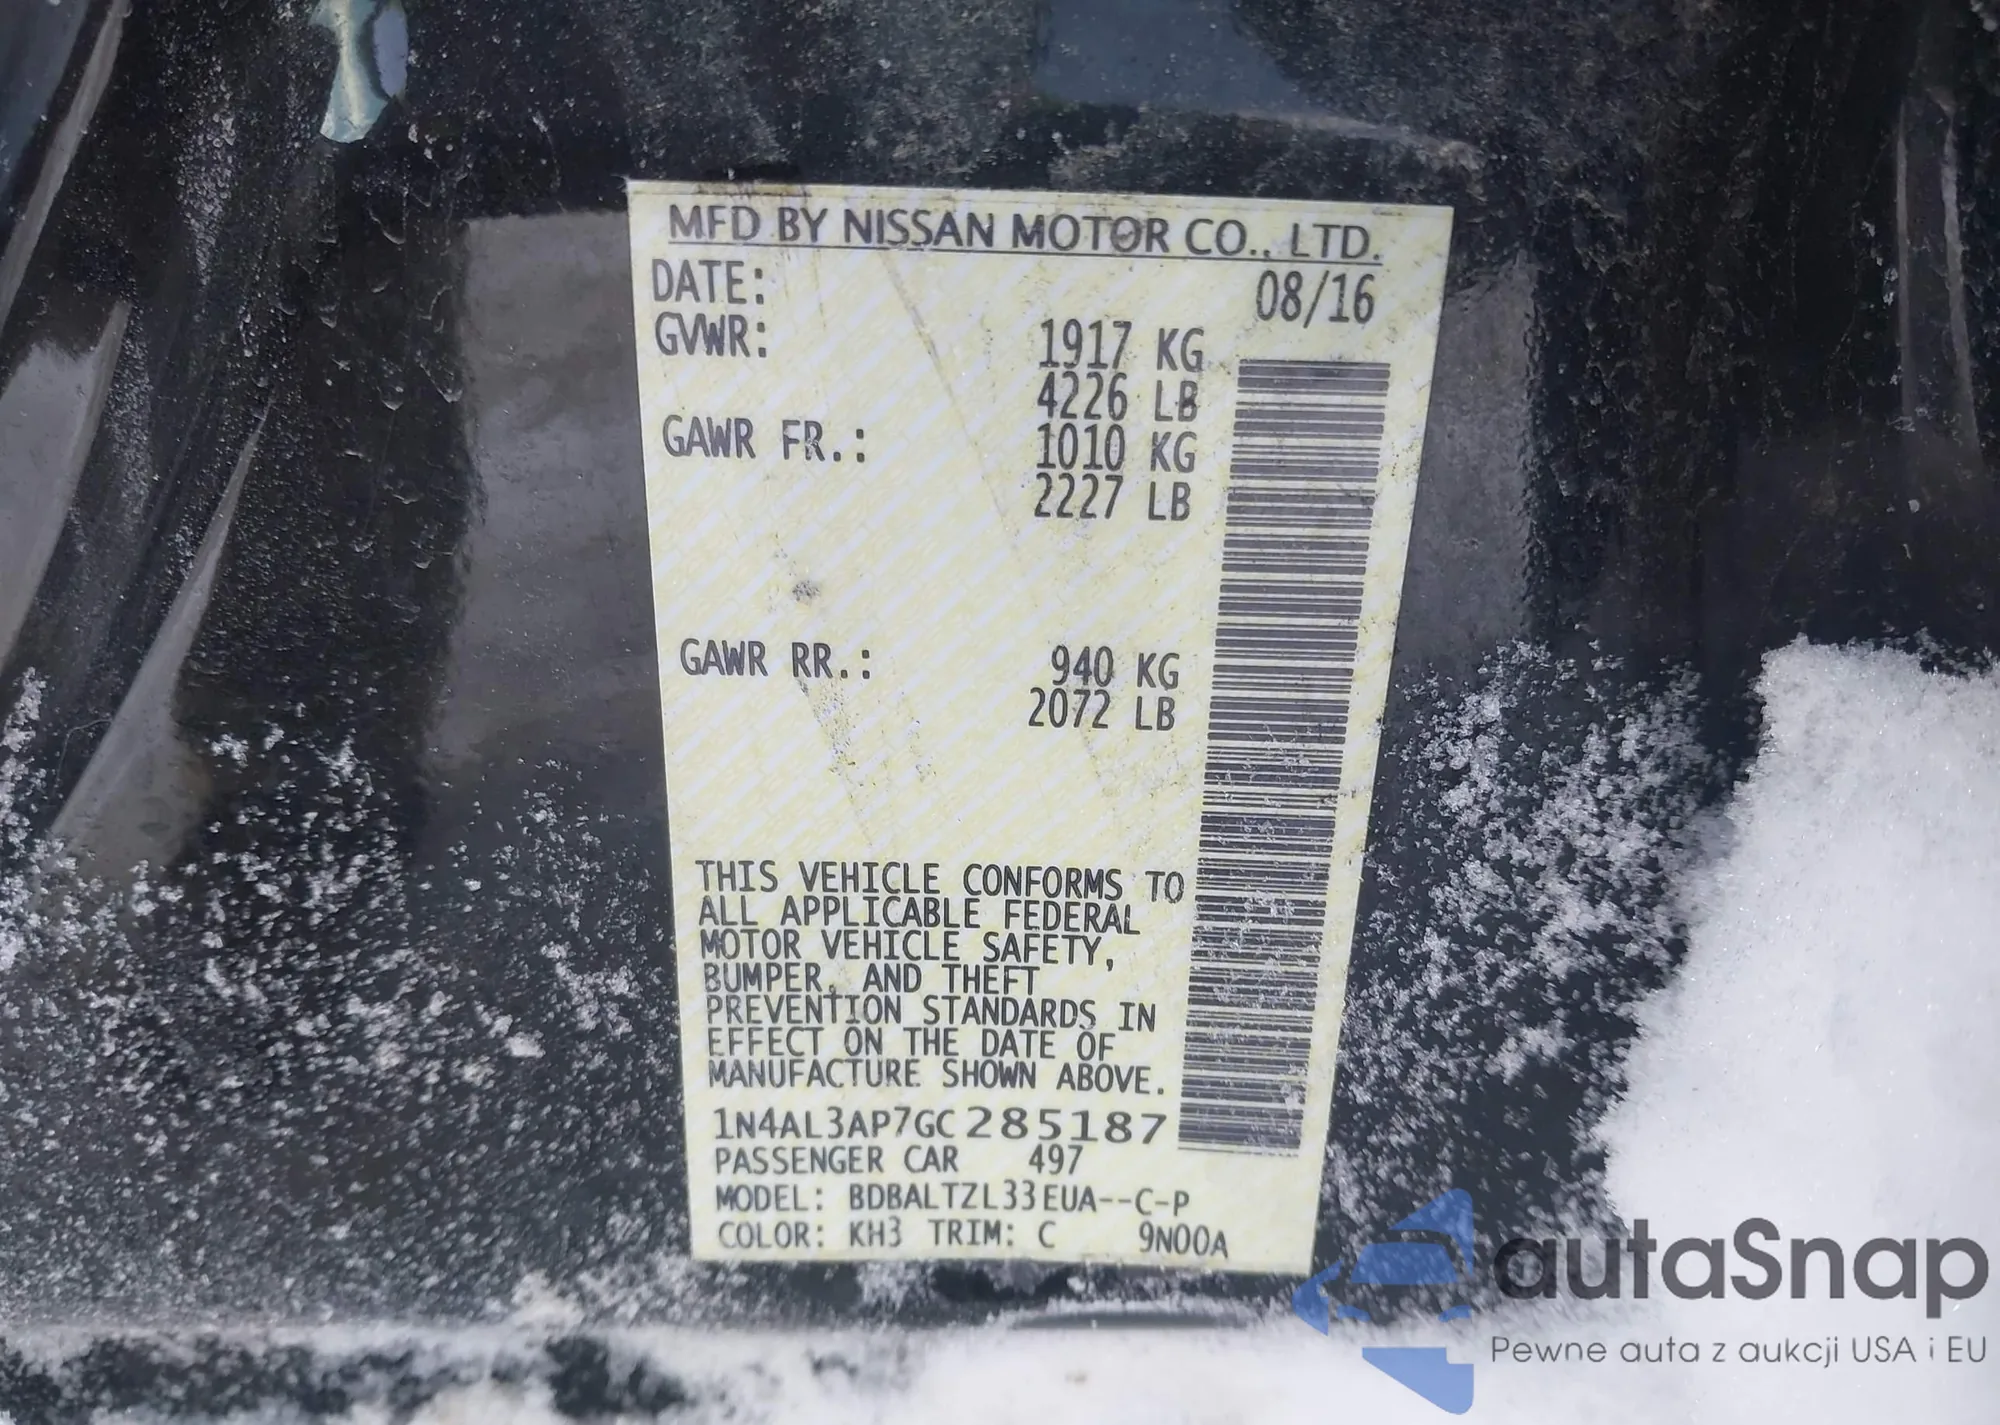 MFD BY NISSAN MOTOR CO., LTD.
DATE: 08/16
GVWR: 1917 KG
4226 LB
GAWR FR.: 1010 KG
2227 LB
GAWR RR.: 940 KG
2072 LB
THIS VEHICLE CONFORMS TO
ALL APPLICABLE FEDERAL
MOTOR VEHICLE SAFETY,
BUMPER, AND THEFT
PREVENTION STANDARDS IN
EFFECT ON THE DATE OF
MANUFACTURE SHOWN ABOVE.
1N4AL3AP7GC285187
PASSENGER CAR 497
MODEL: BDBALTZL33EUA--C-P
COLOR: KH3 TRIM: C 9N00A
autaSnap
Pewne auta z aukcji USA i EU